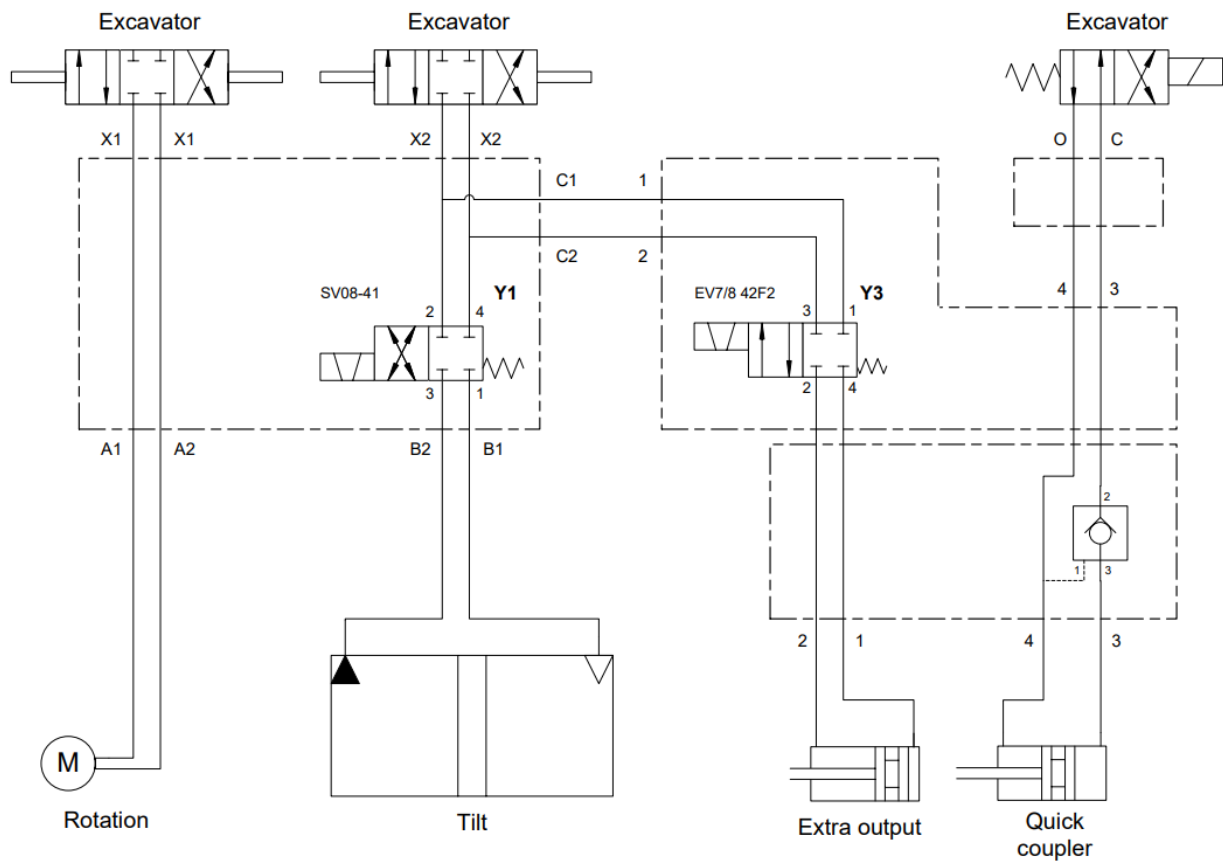 Excavator
Excavator
Excavator
X1
X1
X2
X2
O
C
C1
1
C2
2
SV08-41
Y1
EV7/8 42F2
Y3
4
3
2
4
3
1
3
1
2
4
A1
A2
B2
B1
2
1
3
2
1
4
3
M
Rotation
Tilt
Extra output
Quick
coupler